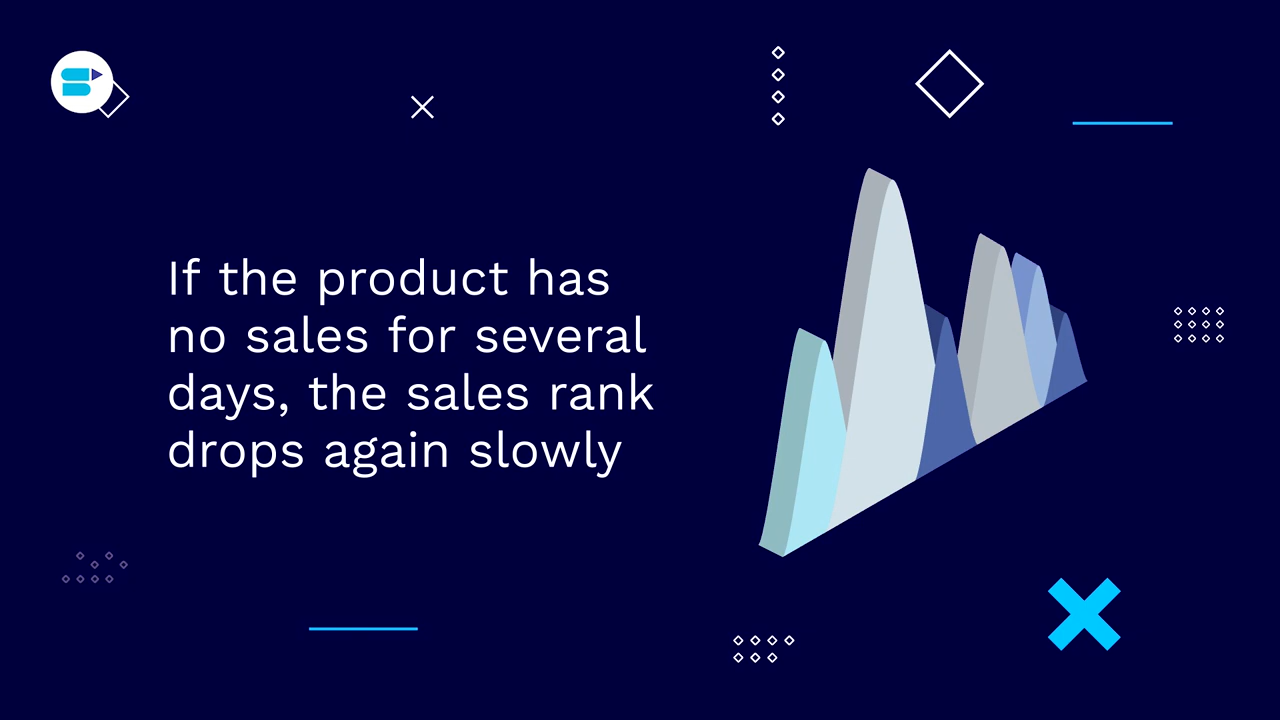 If the product has
no sales for several
days, the sales rank
drops again slowly